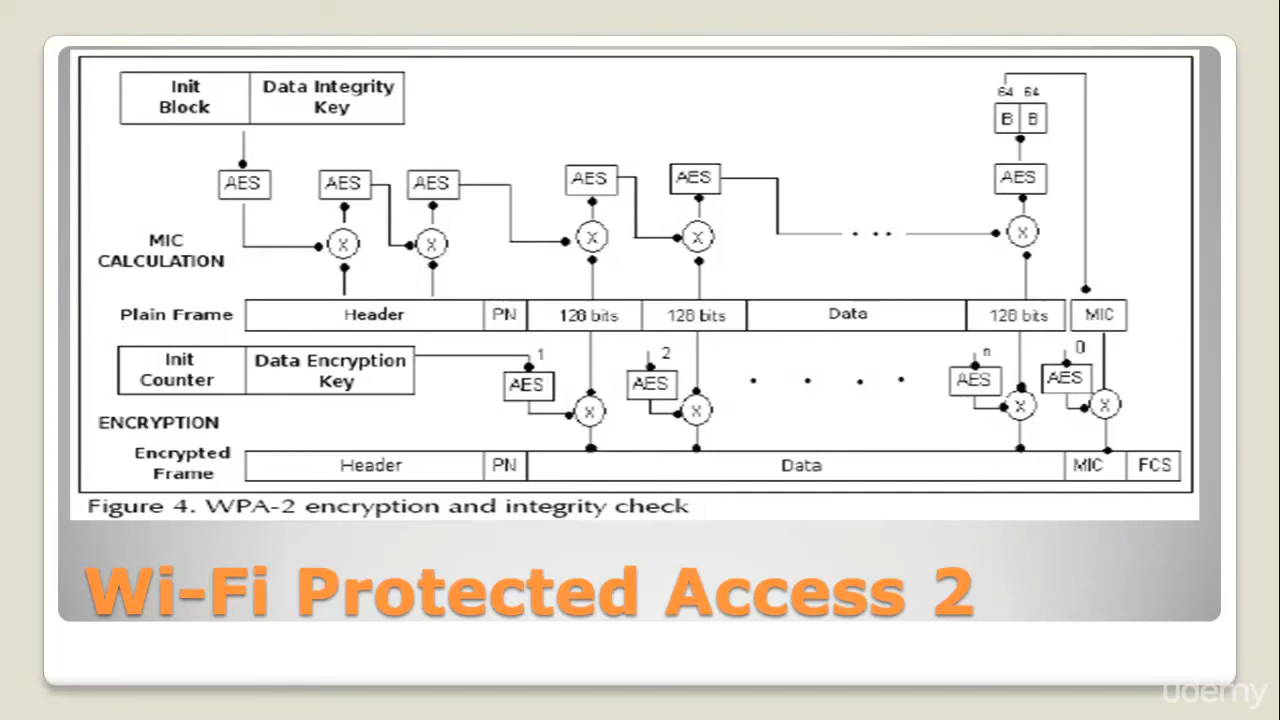 Init Block
Data Integrity Key
64 64
B B
AES AES AES AES AES AES
MIC CALCULATION
X X X X X
Plain Frame Header PN 128 bits 128 bits Data 128 bits MIC
Init Counter
Data Encryption Key
1 2 n 0
AES AES AES AES
ENCRYPTION
X X X X
Encrypted Frame Header PN Data MIC FCS
Figure 4. WPA-2 encryption and integrity check
Wi-Fi Protected Access 2
udemy